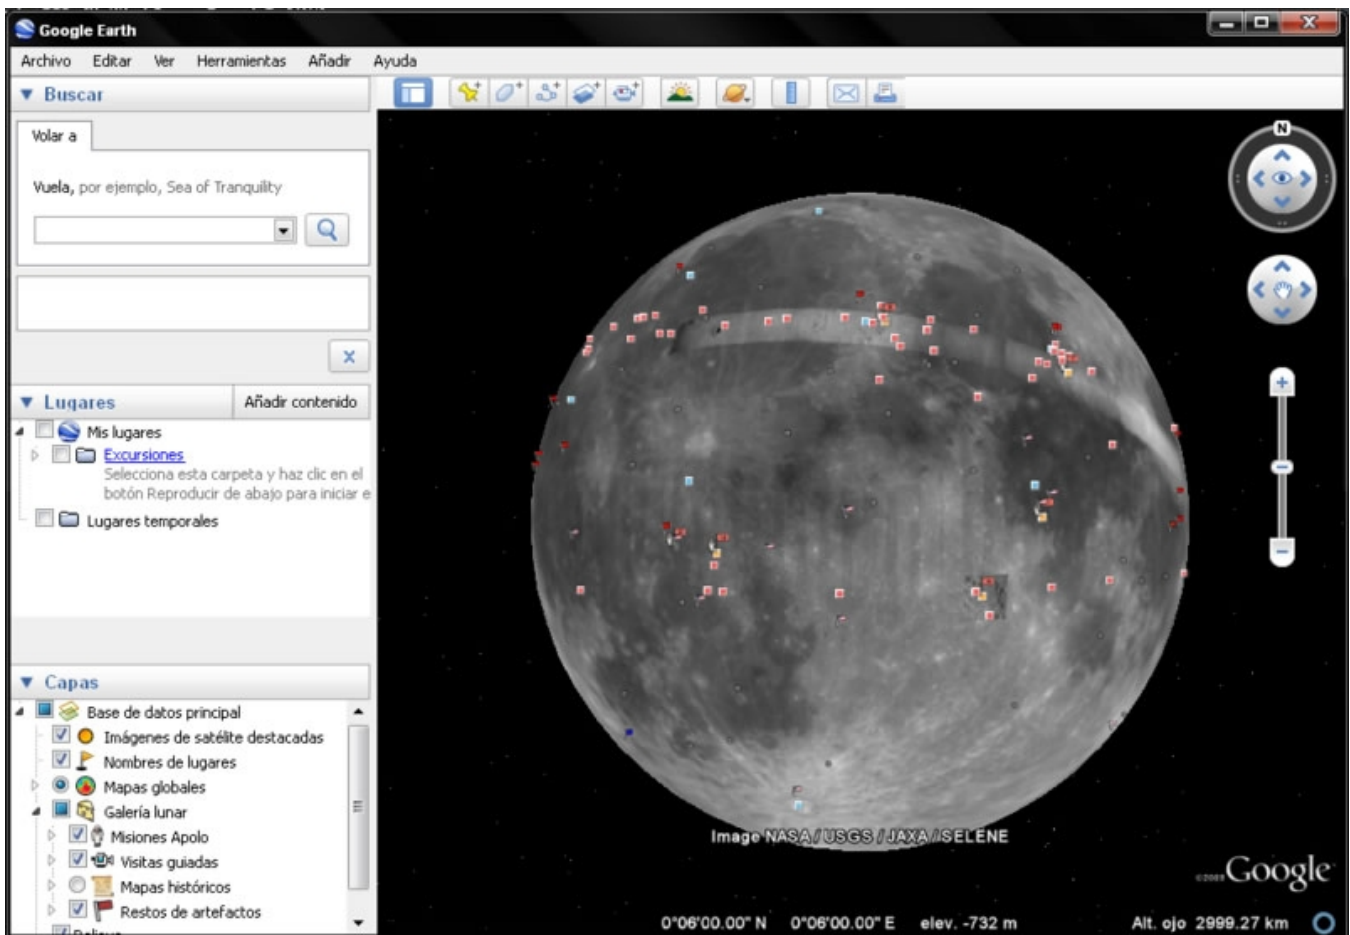 Google Earth
Archivo Editar Ver Herramientas Añadir Ayuda
Buscar
Volar a
Vuela, por ejemplo, Sea of Tranquility
Lugares Añadir contenido
Mis lugares
Excursiones
Selecciona esta carpeta y haz clic en el
botón Reproducir de abajo para iniciar e
Lugares temporales
Capas
Base de datos principal
Imágenes de satélite destacadas
Nombres de lugares
Mapas globales
Galería lunar
Misiones Apolo
Visitas guiadas
Mapas históricos
Restos de artefactos
N
Image NASA / USGS / JAXA / SELENE
Google
0°06'00.00" N 0°06'00.00" E elev. -732 m Alt. ojo 2999.27 km